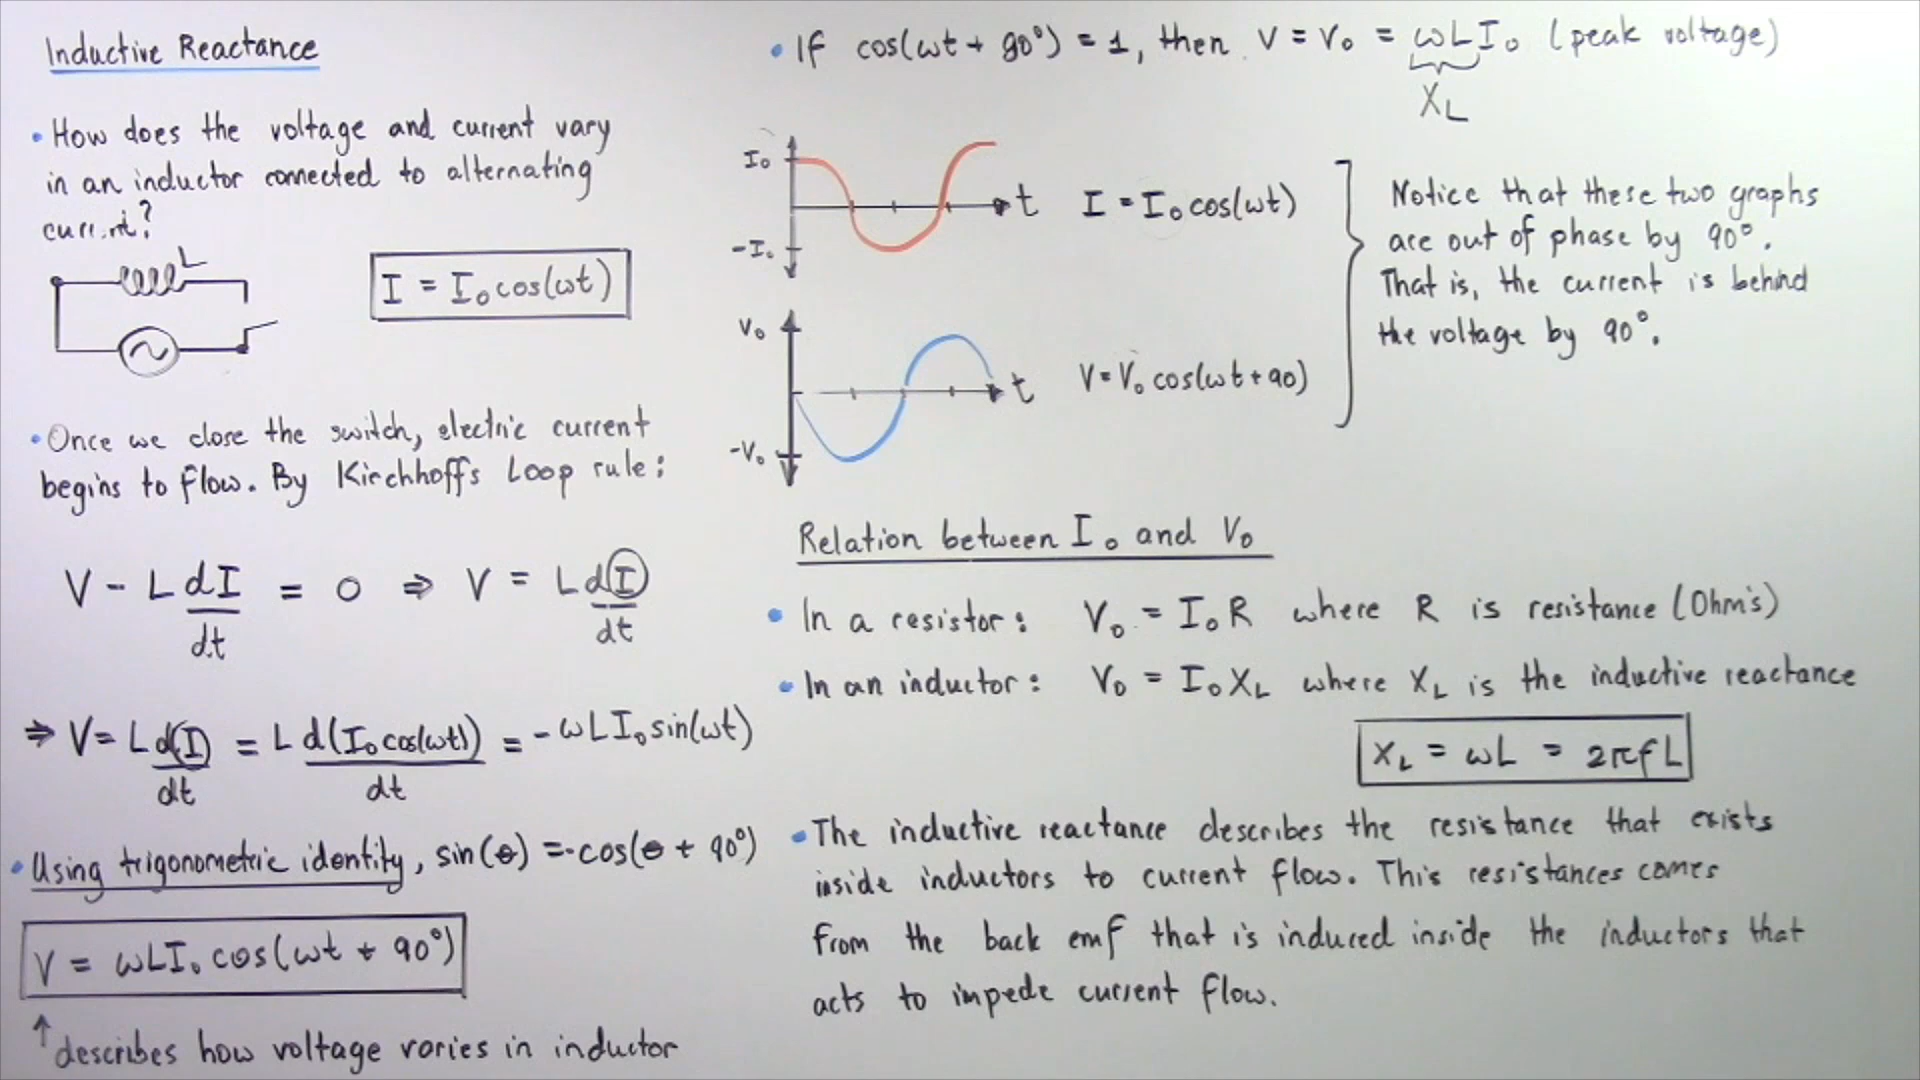 Inductive Reactance
• How does the voltage and current vary
in an inductor connected to alternating
current?
L
I = I₀cos(ωt)
• Once we close the switch, electric current
begins to flow. By Kirchhoff's Loop rule:
V - L dI/dt = 0 ⇒ V = L dI/dt
⇒ V = L d(I)/dt = L d(I₀cos(ωt))/dt = -ωLI₀sin(ωt)
• Using trigonometric identity, sin(θ) = -cos(θ + 90°)
V = ωLI₀cos(ωt + 90°)
↑ describes how voltage varies in inductor
• If cos(ωt + 90°) = 1, then V = V₀ = ωLI₀ (peak voltage)
X_L
I₀
t
-I₀
I = I₀cos(ωt)
V₀
t
-V₀
V = V₀cos(ωt + 90)
Notice that these two graphs
are out of phase by 90°.
That is, the current is behind
the voltage by 90°.
Relation between I₀ and V₀
• In a resistor: V₀ = I₀R where R is resistance (Ohm's)
• In an inductor: V₀ = I₀X_L where X_L is the inductive reactance
X_L = ωL = 2πfL
• The inductive reactance describes the resistance that exists
inside inductors to current flow. This resistances comes
from the back emf that is induced inside the inductors that
acts to impede current flow.